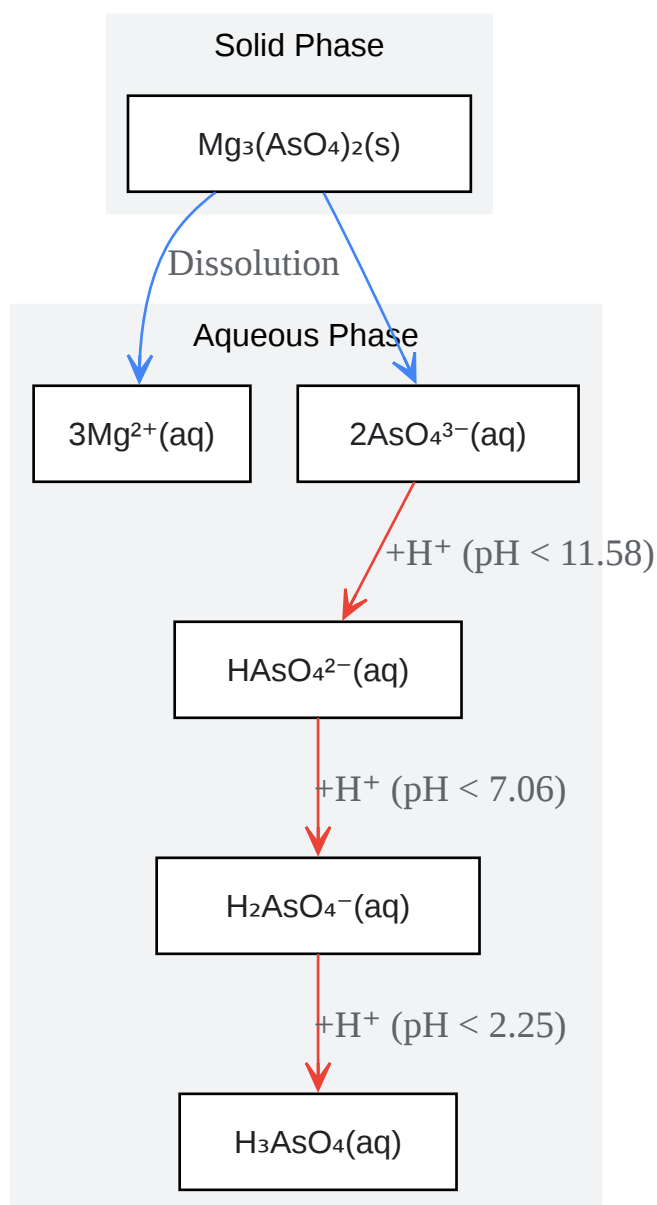 Solid Phase
Mg₃(AsO₄)₂(s)
Dissolution
Aqueous Phase
3Mg²⁺(aq)
2AsO₄³⁻(aq)
+H⁺ (pH < 11.58)
HAsO₄²⁻(aq)
+H⁺ (pH < 7.06)
H₂AsO₄⁻(aq)
+H⁺ (pH < 2.25)
H₃AsO₄(aq)